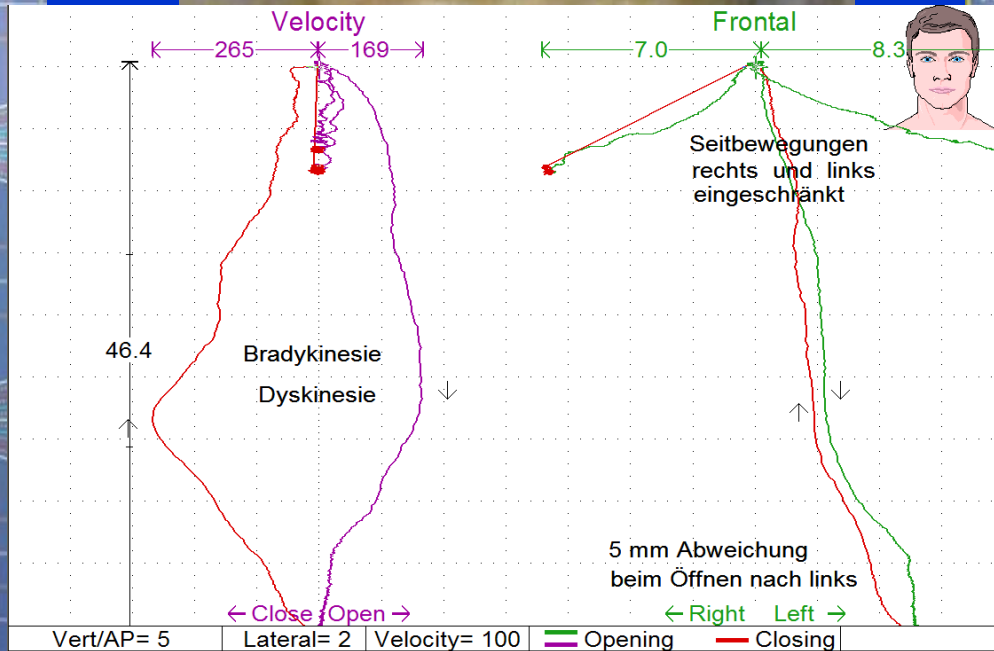 Velocity
Frontal
265
169
7.0
8.3
Seitbewegungen
rechts und links
eingeschränkt
46.4
Bradykinesie
Dyskinesie
5 mm Abweichung
beim Öffnen nach links
← Close Open →
← Right Left →
Vert/AP= 5 Lateral= 2 Velocity= 100 Opening Closing